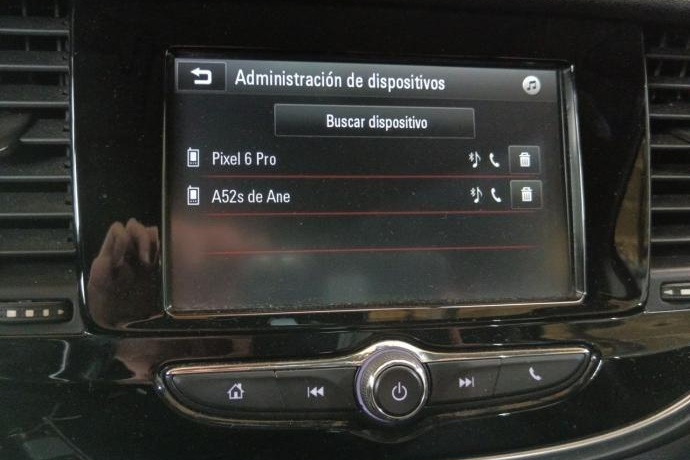 Administración de dispositivos
Buscar dispositivo
Pixel 6 Pro
A52s de Ane